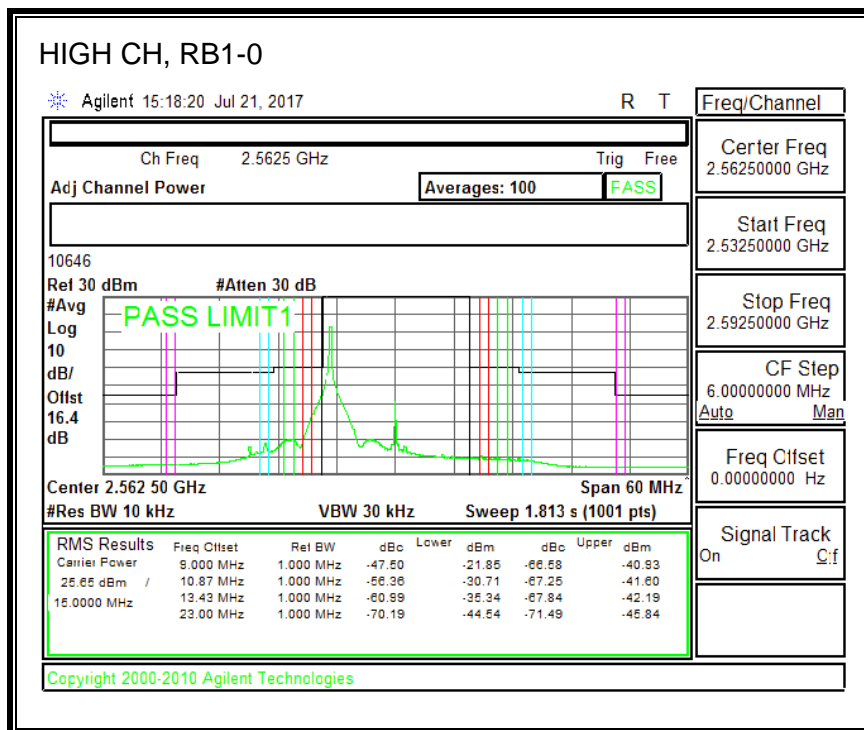 HIGH CH, RB1-0
Agilent 15:18:20 Jul 21, 2017 R T
Freq/Channel
Ch Freq 2.5625 GHz Trig Free
Adj Channel Power Averages: 100 PASS
Center Freq
2.56250000 GHz
Start Freq
2.53250000 GHz
10646
Ref 30 dBm #Atten 30 dB
#Avg
Log
10
dB/
Offst
16.4
dB
PASS LIMIT1
Stop Freq
2.59250000 GHz
CF Step
6.00000000 MHz
Auto Man
Center 2.562 50 GHz Span 60 MHz
#Res BW 10 kHz VBW 30 kHz Sweep 1.813 s (1001 pts)
Freq Offset
0.00000000 Hz
Signal Track
On Off
RMS Results Freq Offset Ref BW dBc Lower dBm dBc Upper dBm
Carrier Power 9.000 MHz 1.000 MHz -47.50 -21.85 -66.58 -40.93
25.65 dBm / 10.87 MHz 1.000 MHz -56.36 -30.71 -67.25 -41.60
15.0000 MHz 13.43 MHz 1.000 MHz -60.99 -35.34 -67.84 -42.19
23.00 MHz 1.000 MHz -70.19 -44.54 -71.49 -45.84
Copyright 2000-2010 Agilent Technologies